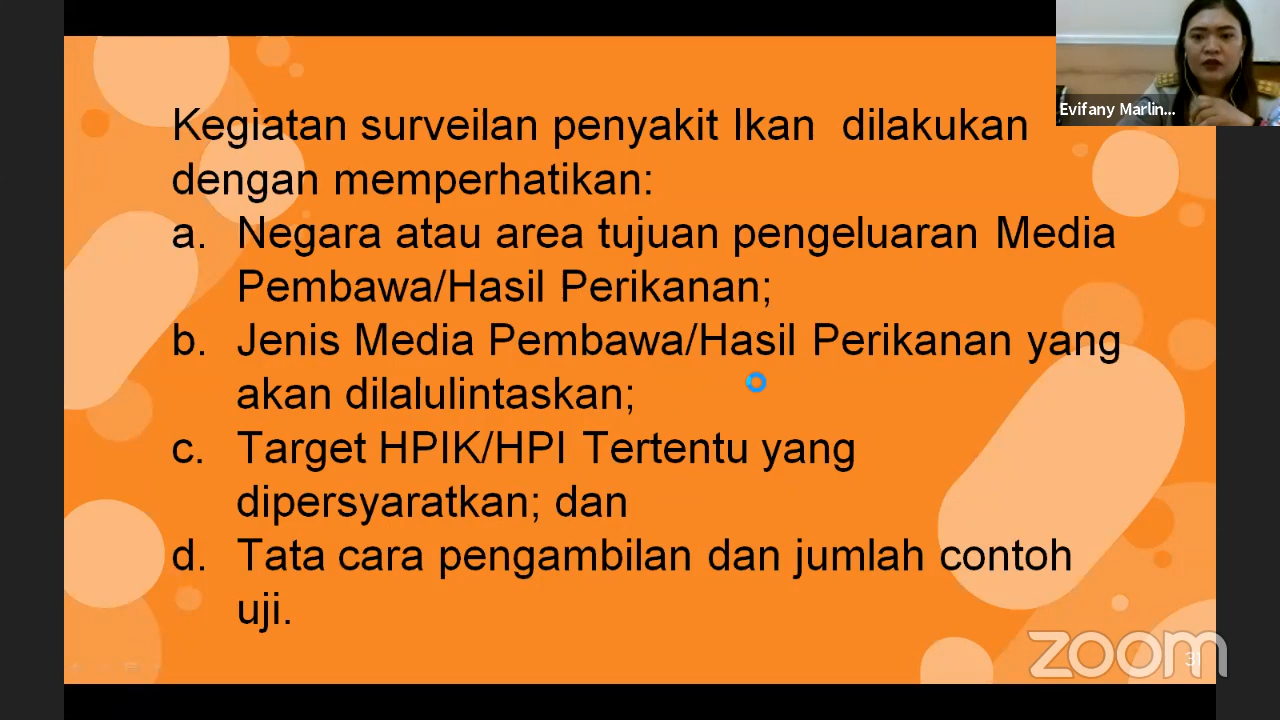 Evifany Marlin...
Kegiatan surveilan penyakit Ikan dilakukan
dengan memperhatikan:
a. Negara atau area tujuan pengeluaran Media
Pembawa/Hasil Perikanan;
b. Jenis Media Pembawa/Hasil Perikanan yang
akan dilalulintaskan;
c. Target HPIK/HPI Tertentu yang
dipersyaratkan; dan
d. Tata cara pengambilan dan jumlah contoh
uji.
zoom
31